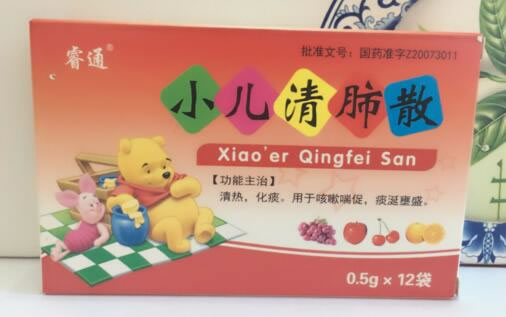 睿通®
批准文号：国药准字Z20073011
小儿清肺散
Xiao'er Qingfei San
【功能主治】
清热，化痰。用于咳嗽喘促，痰涎壅盛。
0.5g × 12袋